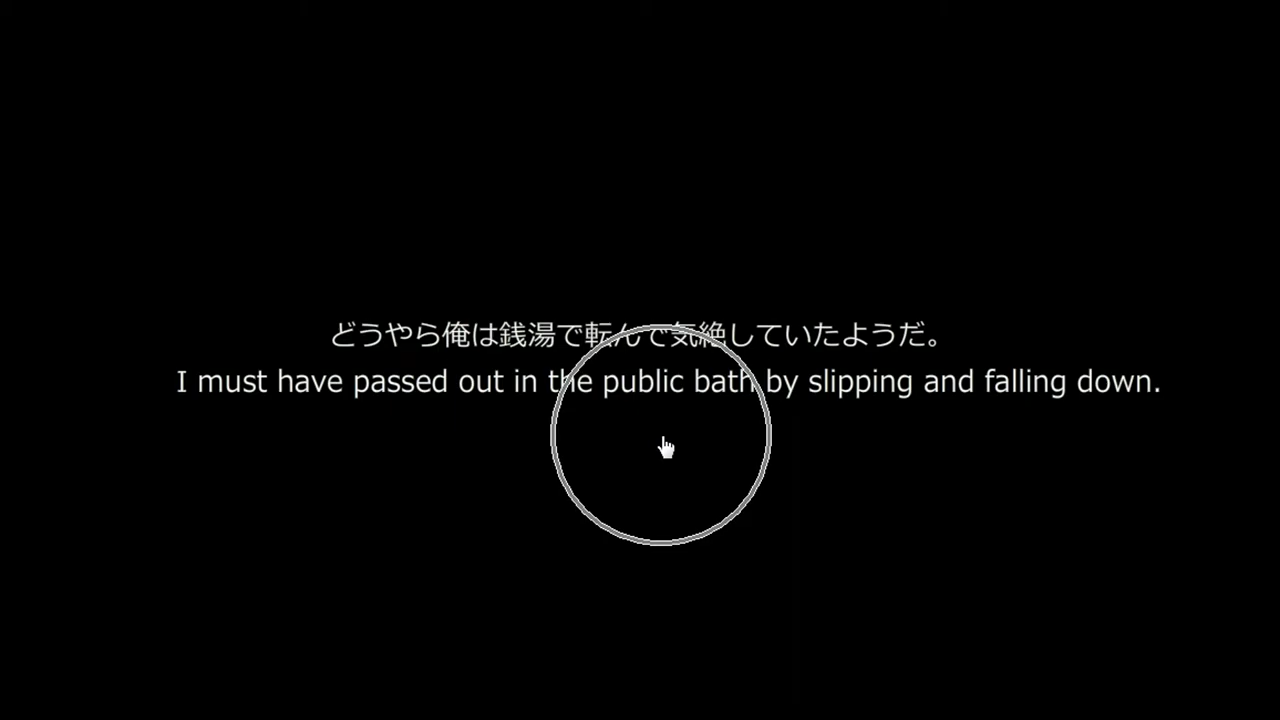 どうやら俺は銭湯で転んで気絶していたようだ。
I must have passed out in the public bath by slipping and falling down.